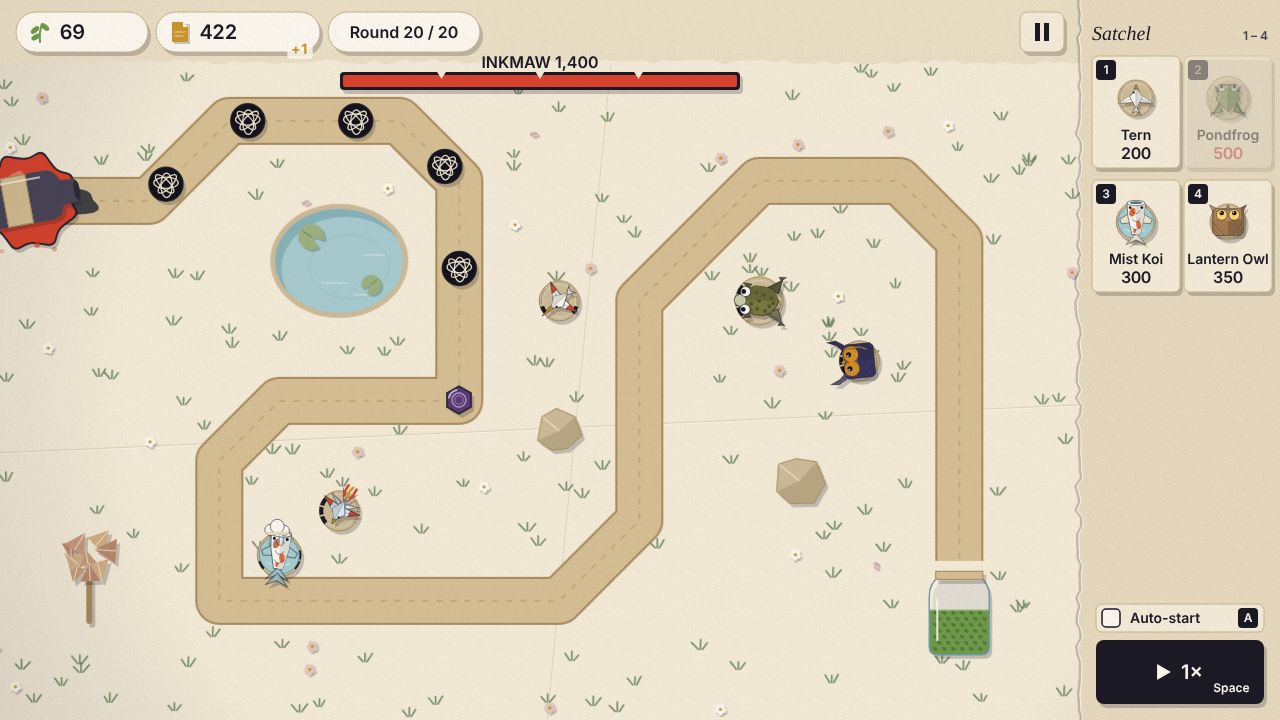 69
422
+1
Round 20 / 20
INKMAW 1,400
Satchel
1–4
1
Tern
200
2
Pondfrog
500
3
Mist Koi
300
4
Lantern Owl
350
Auto-start
A
1×
Space